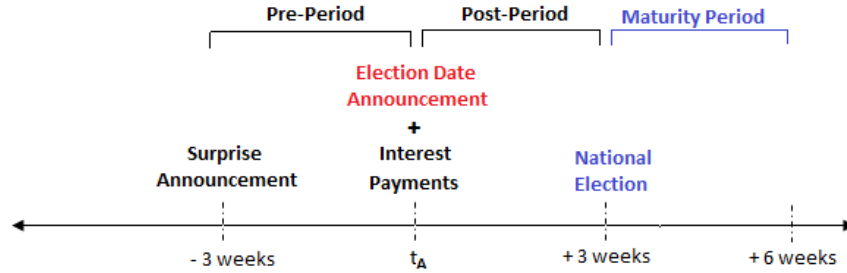 Pre-Period Post-Period Maturity Period
Election Date
Announcement
+
Surprise
Announcement
Interest
Payments
National
Election
- 3 weeks tA + 3 weeks + 6 weeks